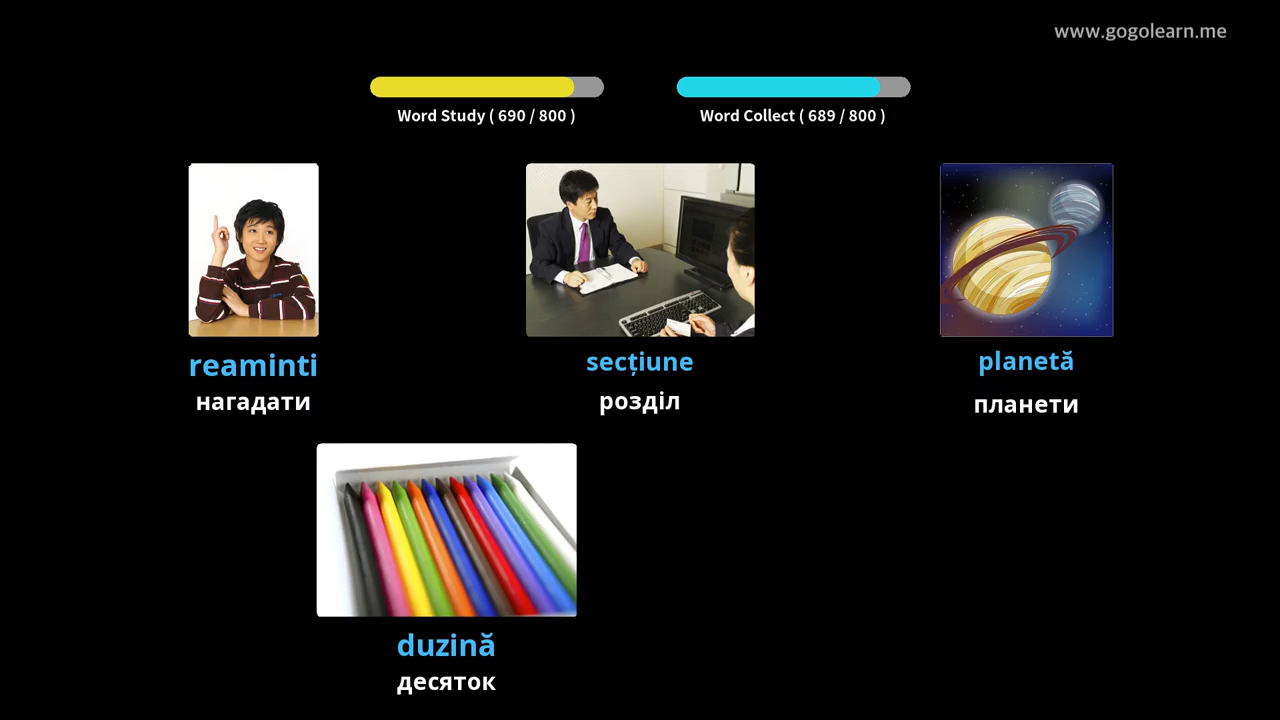 www.gogolearn.me
Word Study ( 690 / 800 )
Word Collect ( 689 / 800 )
reaminti
нагадати
secțiune
розділ
planetă
планети
duzină
десяток